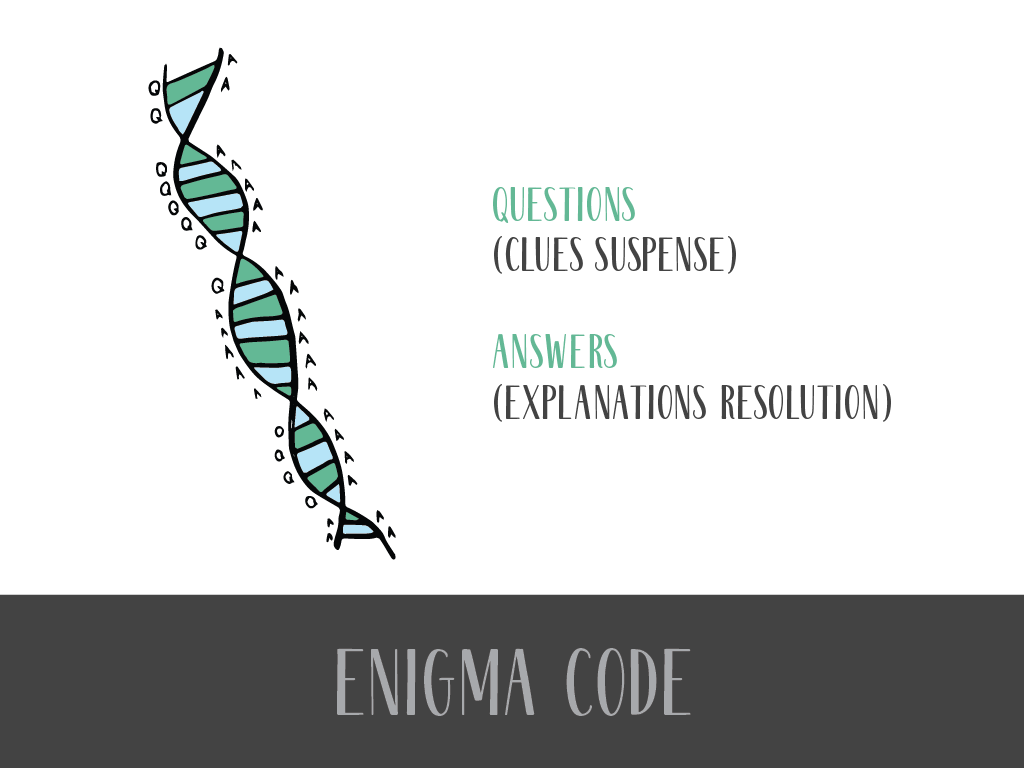 Q A
Q A
Q A
Q A
Q A
Q A
Q A
A
Q A
A
A A
A A
A A
A A
A A
O A
Q A
Q A
Q A
A A
A A
QUESTIONS
(CLUES SUSPENSE)
ANSWERS
(EXPLANATIONS RESOLUTION)
ENIGMA CODE